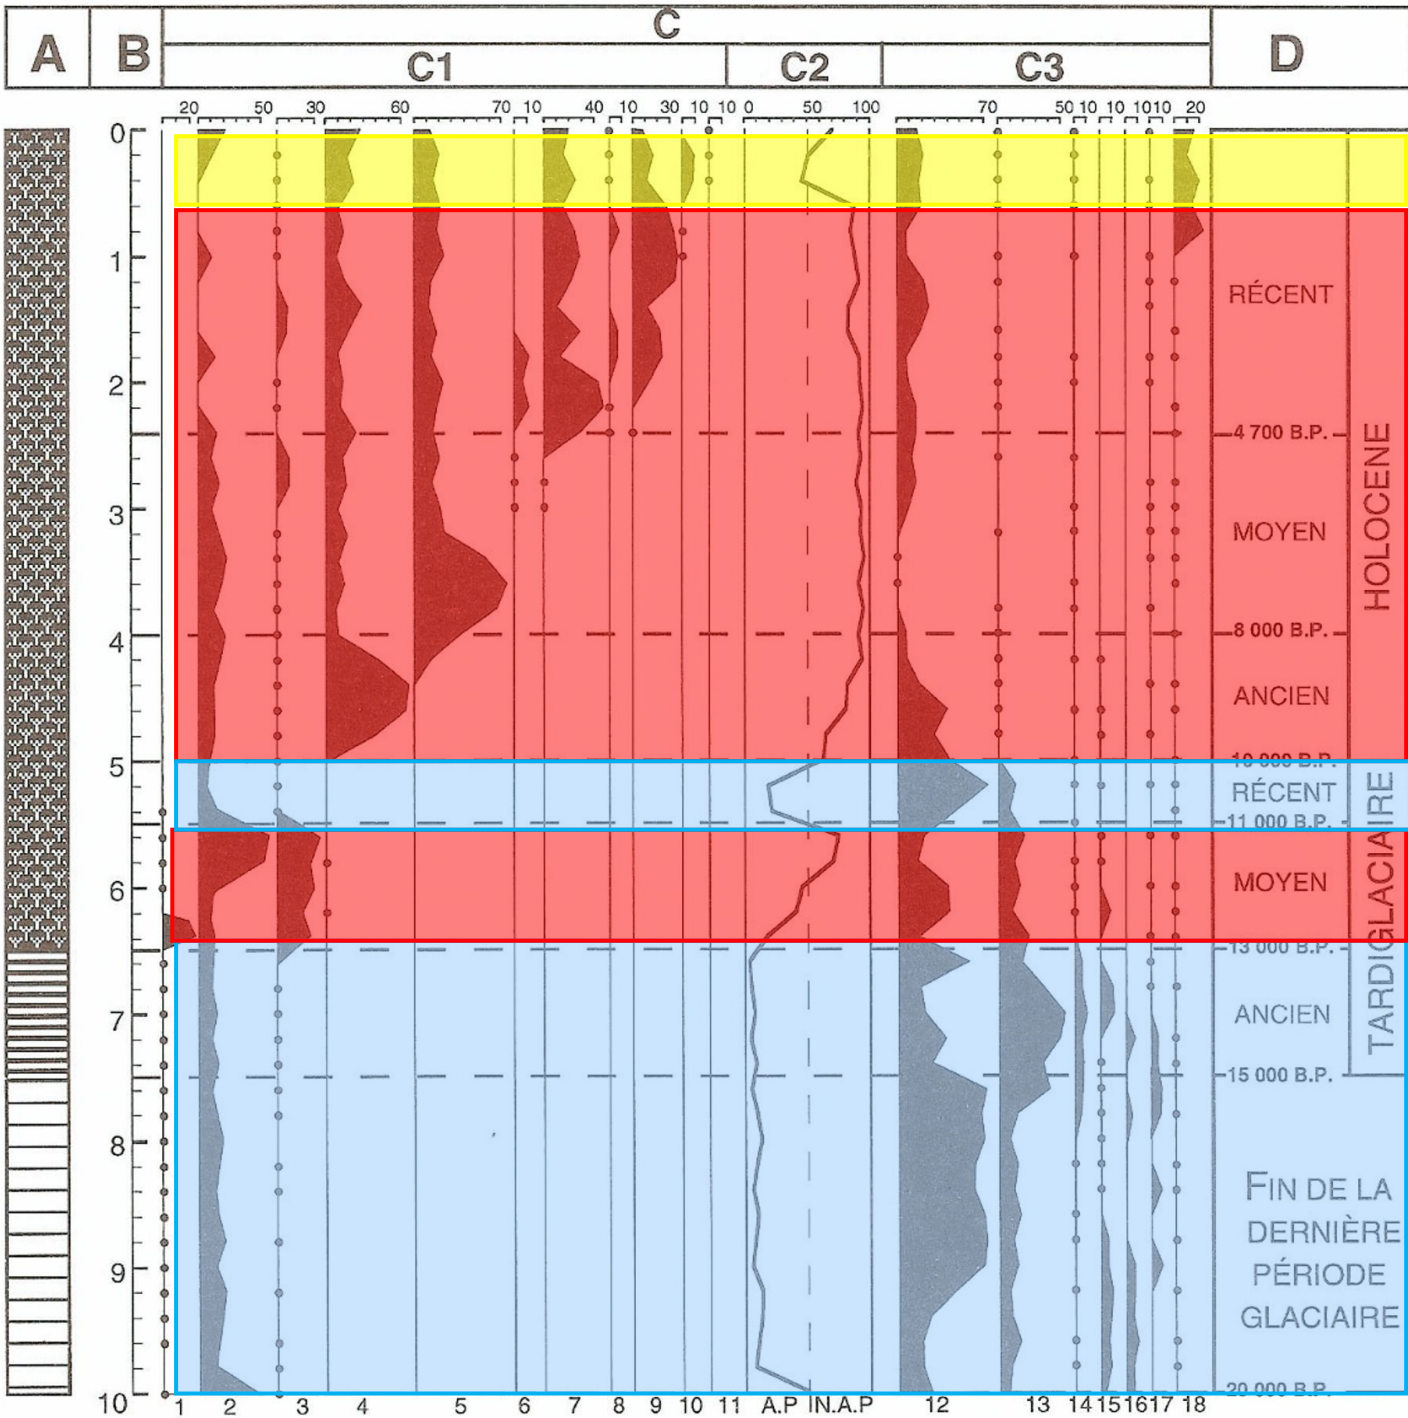 A B C D
C1 C2 C3
20 50 30 60 70 10 40 10 30 10 10 0 50 100 70 50 10 10 10 10 20
0
1
RÉCENT
2
4 700 B.P.
3
MOYEN
HOLOCENE
4
8 000 B.P.
ANCIEN
5
10 000 B.P.
RÉCENT
11 000 B.P.
6
MOYEN
TARDIGLACIAIRE
13 000 B.P.
7
ANCIEN
15 000 B.P.
8
FIN DE LA
DERNIÈRE
9
PÉRIODE
GLACIAIRE
20 000 B.P.
10
1 2 3 4 5 6 7 8 9 10 11 A.P N.A.P 12 13 14 15 16 17 18